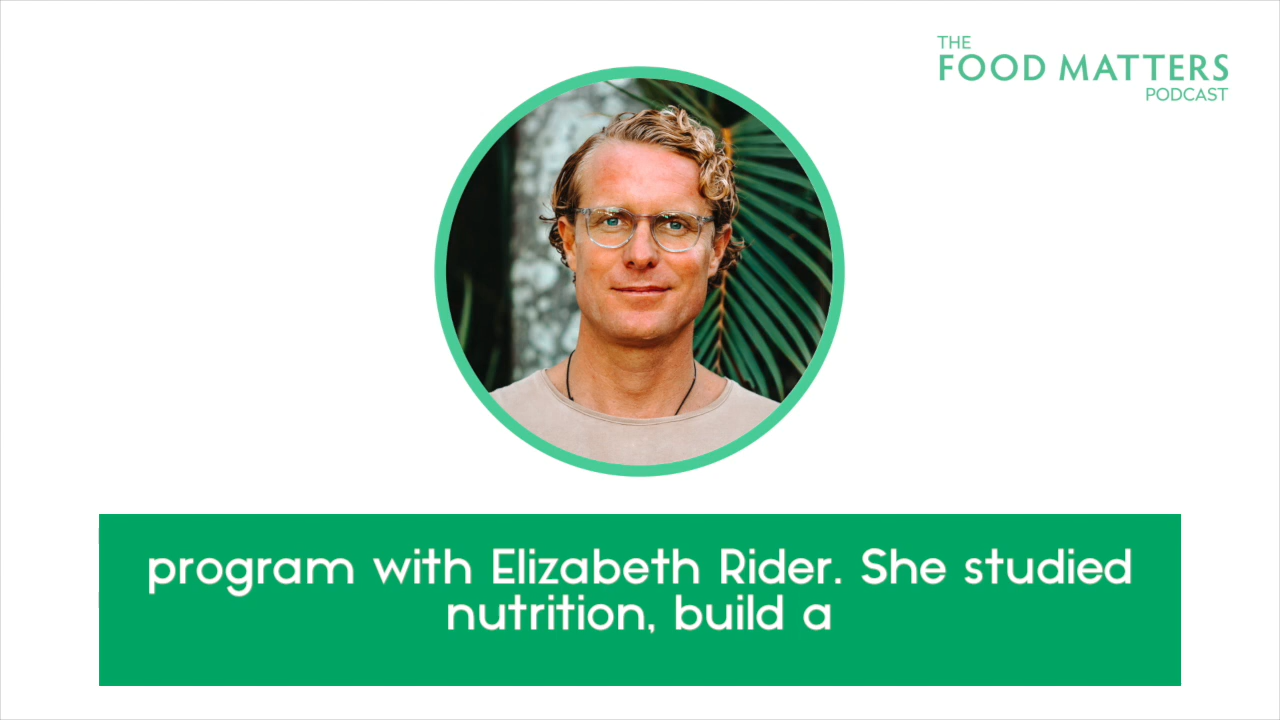 THE
FOOD MATTERS
PODCAST
program with Elizabeth Rider. She studied
nutrition, build a